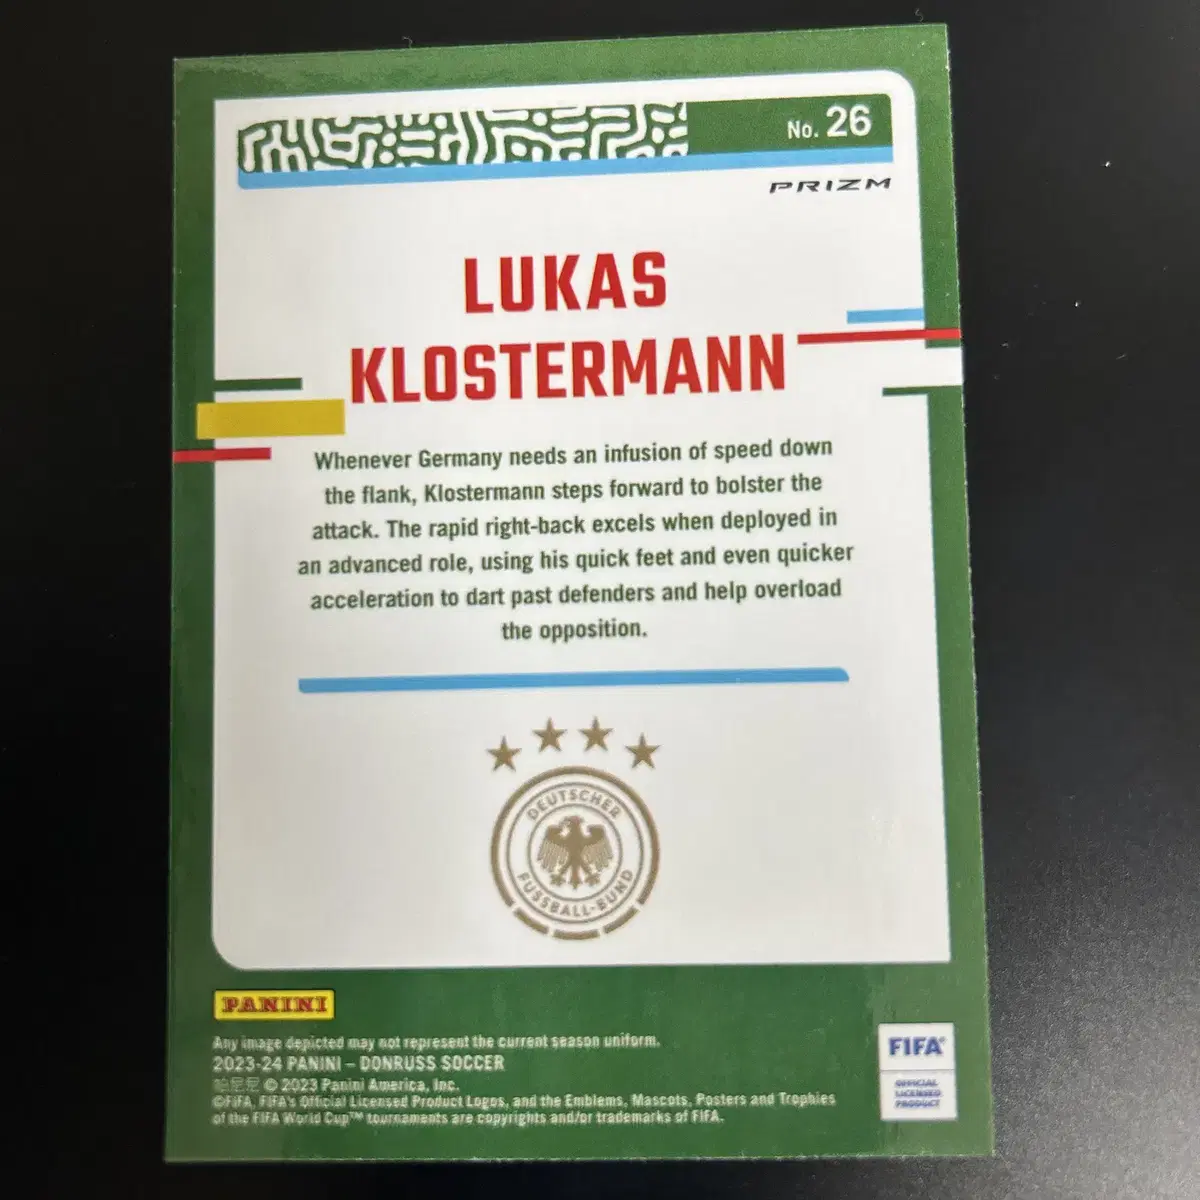 No. 26
PRIZM
LUKAS
KLOSTERMANN
Whenever Germany needs an infusion of speed down
the flank, Klostermann steps forward to bolster the
attack. The rapid right-back excels when deployed in
an advanced role, using his quick feet and even quicker
acceleration to dart past defenders and help overload
the opposition.
DEUTSCHER
FUSSBALL-BUND
PANINI
Any image depicted may not represent the current season uniform.
2023-24 PANINI – DONRUSS SOCCER
帕尼尼 © 2023 Panini America, Inc.
©FIFA, FIFA's Official Licensed Product Logos, and the Emblems, Mascots, Posters and Trophies
of the FIFA World Cup™ tournaments are copyrights and/or trademarks of FIFA.
FIFA®
OFFICIAL
LICENSED
PRODUCT